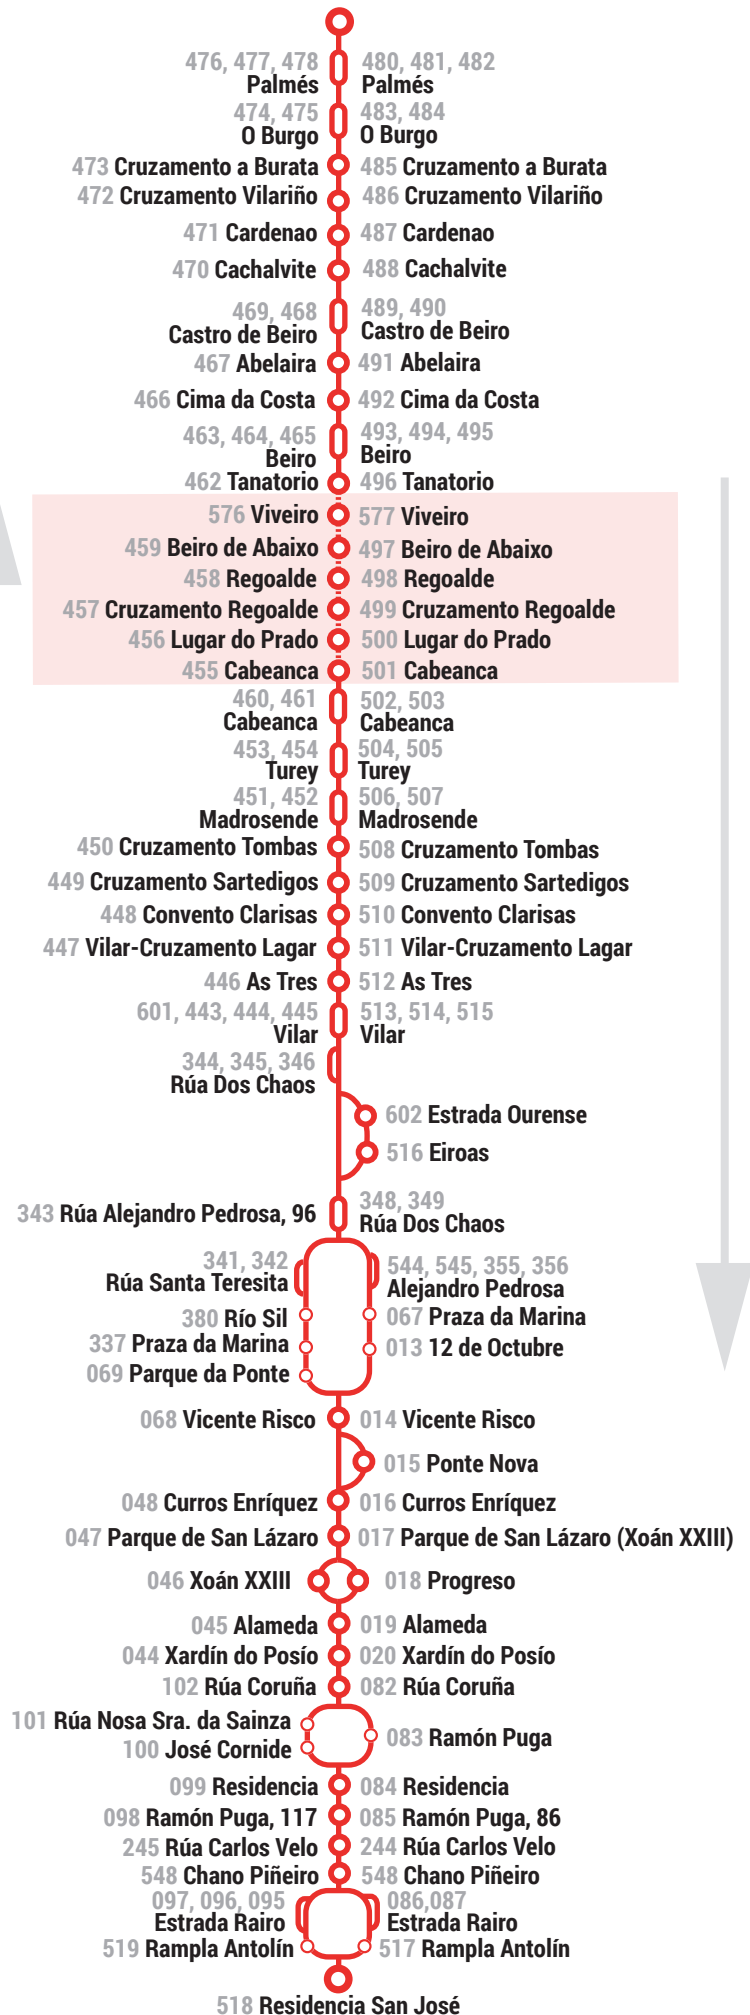 476, 477, 478 480, 481, 482
Palmés Palmés
474, 475 483, 484
O Burgo O Burgo
473 Cruzamento a Burata 485 Cruzamento a Burata
472 Cruzamento Vilariño 486 Cruzamento Vilariño
471 Cardenao 487 Cardenao
470 Cachalvite 488 Cachalvite
469, 468 489, 490
Castro de Beiro Castro de Beiro
467 Abelaira 491 Abelaira
466 Cima da Costa 492 Cima da Costa
463, 464, 465 493, 494, 495
Beiro Beiro
462 Tanatorio 496 Tanatorio
576 Viveiro 577 Viveiro
459 Beiro de Abaixo 497 Beiro de Abaixo
458 Regoalde 498 Regoalde
457 Cruzamento Regoalde 499 Cruzamento Regoalde
456 Lugar do Prado 500 Lugar do Prado
455 Cabeanca 501 Cabeanca
460, 461 502, 503
Cabeanca Cabeanca
453, 454 504, 505
Turey Turey
451, 452 506, 507
Madrosende Madrosende
450 Cruzamento Tombas 508 Cruzamento Tombas
449 Cruzamento Sartedigos 509 Cruzamento Sartedigos
448 Convento Clarisas 510 Convento Clarisas
447 Vilar-Cruzamento Lagar 511 Vilar-Cruzamento Lagar
446 As Tres 512 As Tres
601, 443, 444, 445 513, 514, 515
Vilar Vilar
344, 345, 346
Rúa Dos Chaos
602 Estrada Ourense
516 Eiroas
343 Rúa Alejandro Pedrosa, 96 348, 349
Rúa Dos Chaos
341, 342 544, 545, 355, 356
Rúa Santa Teresita Alejandro Pedrosa
380 Río Sil 067 Praza da Marina
337 Praza da Marina 013 12 de Octubre
069 Parque da Ponte
068 Vicente Risco 014 Vicente Risco
015 Ponte Nova
048 Curros Enríquez 016 Curros Enríquez
047 Parque de San Lázaro 017 Parque de San Lázaro (Xoán XXIII)
046 Xoán XXIII 018 Progreso
045 Alameda 019 Alameda
044 Xardín do Posío 020 Xardín do Posío
102 Rúa Coruña 082 Rúa Coruña
101 Rúa Nosa Sra. da Sainza
083 Ramón Puga
100 José Cornide
099 Residencia 084 Residencia
098 Ramón Puga, 117 085 Ramón Puga, 86
245 Rúa Carlos Velo 244 Rúa Carlos Velo
548 Chano Piñeiro 548 Chano Piñeiro
097, 096, 095 086,087
Estrada Rairo Estrada Rairo
519 Rampla Antolín 517 Rampla Antolín
518 Residencia San José